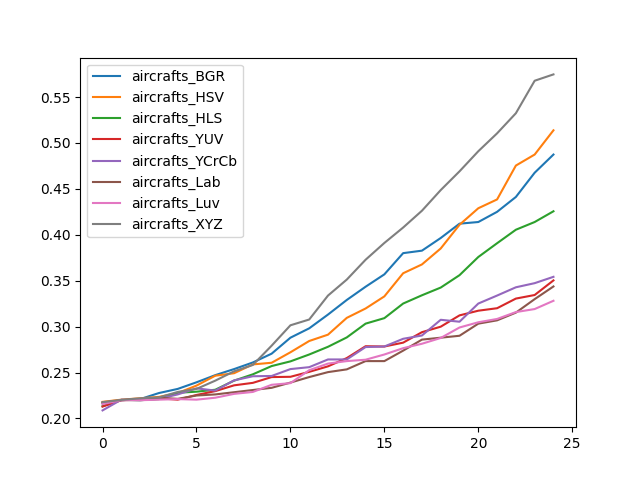 aircrafts_BGR
aircrafts_HSV
aircrafts_HLS
aircrafts_YUV
aircrafts_YCrCb
aircrafts_Lab
aircrafts_Luv
aircrafts_XYZ
0.55
0.50
0.45
0.40
0.35
0.30
0.25
0.20
0 5 10 15 20 25